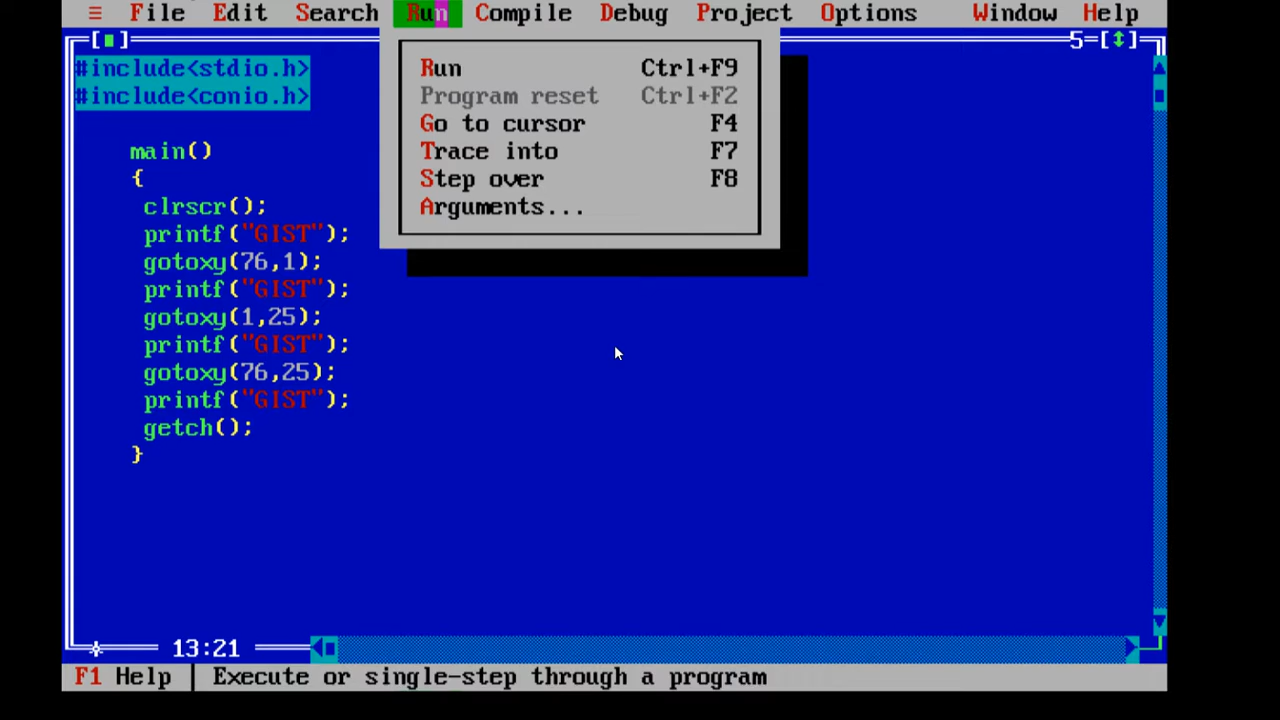 ≡ File Edit Search Run Compile Debug Project Options Window Help
[■] 5=[↕]
#include<stdio.h>
#include<conio.h>
main()
{
clrscr();
printf("GIST");
gotoxy(76,1);
printf("GIST");
gotoxy(1,25);
printf("GIST");
gotoxy(76,25);
printf("GIST");
getch();
}
Run Ctrl+F9
Program reset Ctrl+F2
Go to cursor F4
Trace into F7
Step over F8
Arguments...
13:21
F1 Help │ Execute or single-step through a program